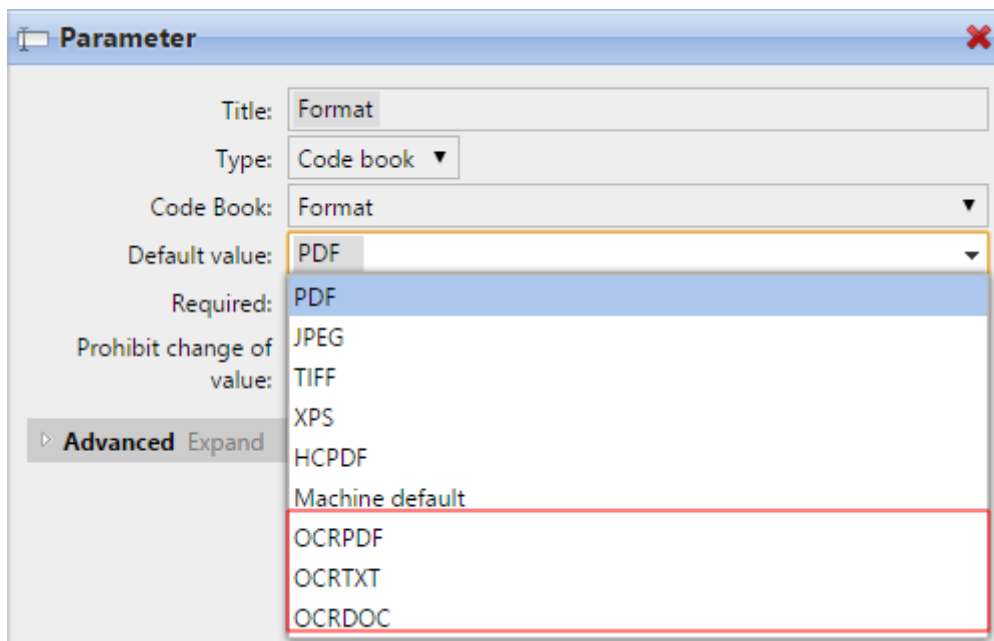 Parameter
Title: Format
Type: Code book
Code Book: Format
Default value: PDF
Required:
Prohibit change of
value:
Advanced Expand
PDF
JPEG
TIFF
XPS
HCPDF
Machine default
OCRPDF
OCRTXT
OCRDOC